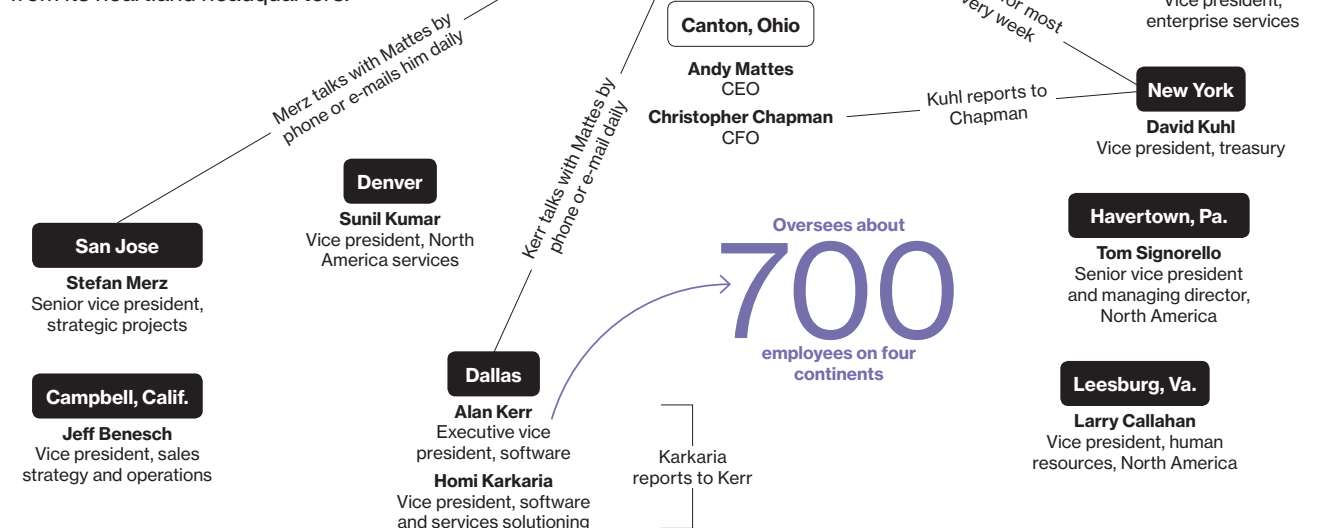 from its heartland headquarters.
Merz talks with Mattes by
phone or e-mails him daily
Kerr talks with Mattes by
phone or e-mail daily
Canton, Ohio
Andy Mattes
CEO
Christopher Chapman
CFO
for most
very week
Kuhl reports to
Chapman
Vice president,
enterprise services
New York
David Kuhl
Vice president, treasury
Denver
Sunil Kumar
Vice president, North
America services
San Jose
Stefan Merz
Senior vice president,
strategic projects
Oversees about
700
employees on four
continents
Havertown, Pa.
Tom Signorello
Senior vice president
and managing director,
North America
Campbell, Calif.
Jeff Benesch
Vice president, sales
strategy and operations
Dallas
Alan Kerr
Executive vice
president, software
Homi Karkaria
Vice president, software
and services solutioning
Karkaria
reports to Kerr
Leesburg, Va.
Larry Callahan
Vice president, human
resources, North America